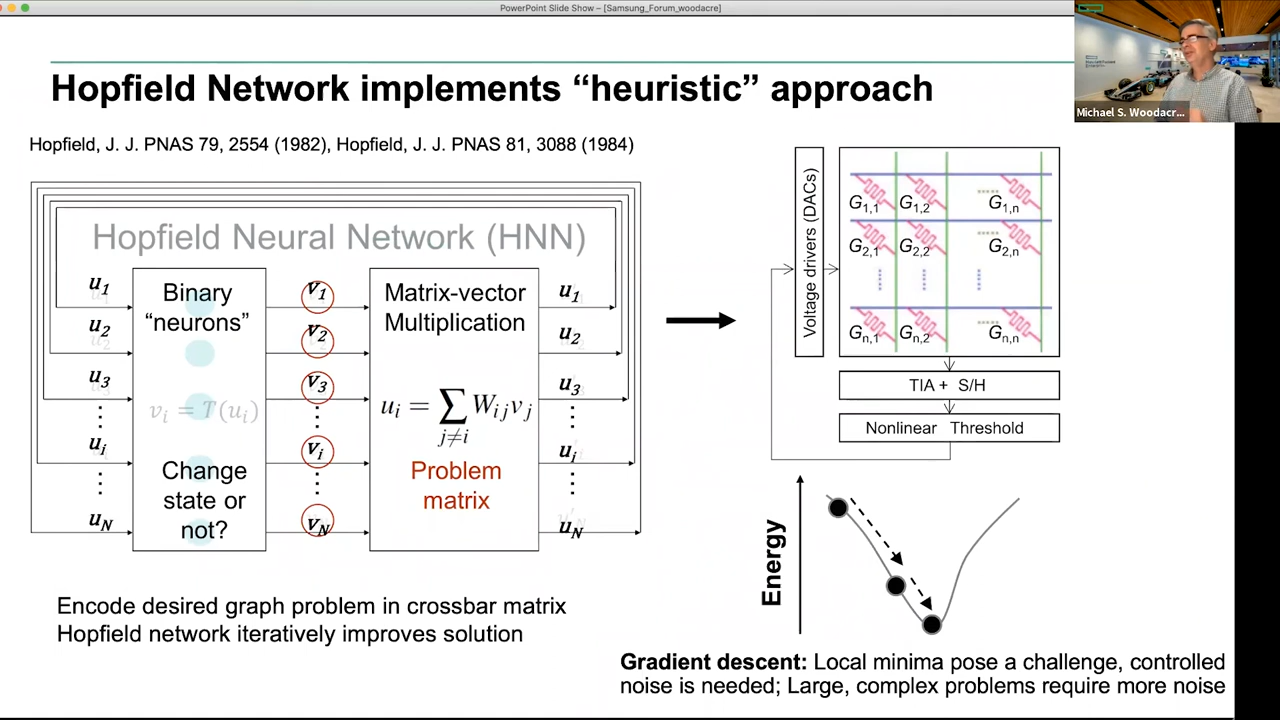 PowerPoint Slide Show – [Samsung_Forum_woodacre]
Hopfield Network implements “heuristic” approach
Michael S. Woodacr...
Hopfield, J. J. PNAS 79, 2554 (1982), Hopfield, J. J. PNAS 81, 3088 (1984)
Hopfield Neural Network (HNN)
u1
u2
u3
ui
uN
Binary
“neurons”
vi = T(ui)
Change
state or
not?
v1
v2
v3
vi
vN
Matrix-vector
Multiplication
ui = ∑ Wij vj
j≠i
Problem
matrix
u1
u2
u3
ui
uN
Voltage drivers (DACs)
G1,1 G1,2 ····· G1,n
G2,1 G2,2 ····· G2,n
Gn,1 Gn,2 Gn,n
TIA + S/H
Nonlinear Threshold
Energy
Encode desired graph problem in crossbar matrix
Hopfield network iteratively improves solution
Gradient descent: Local minima pose a challenge, controlled
noise is needed; Large, complex problems require more noise